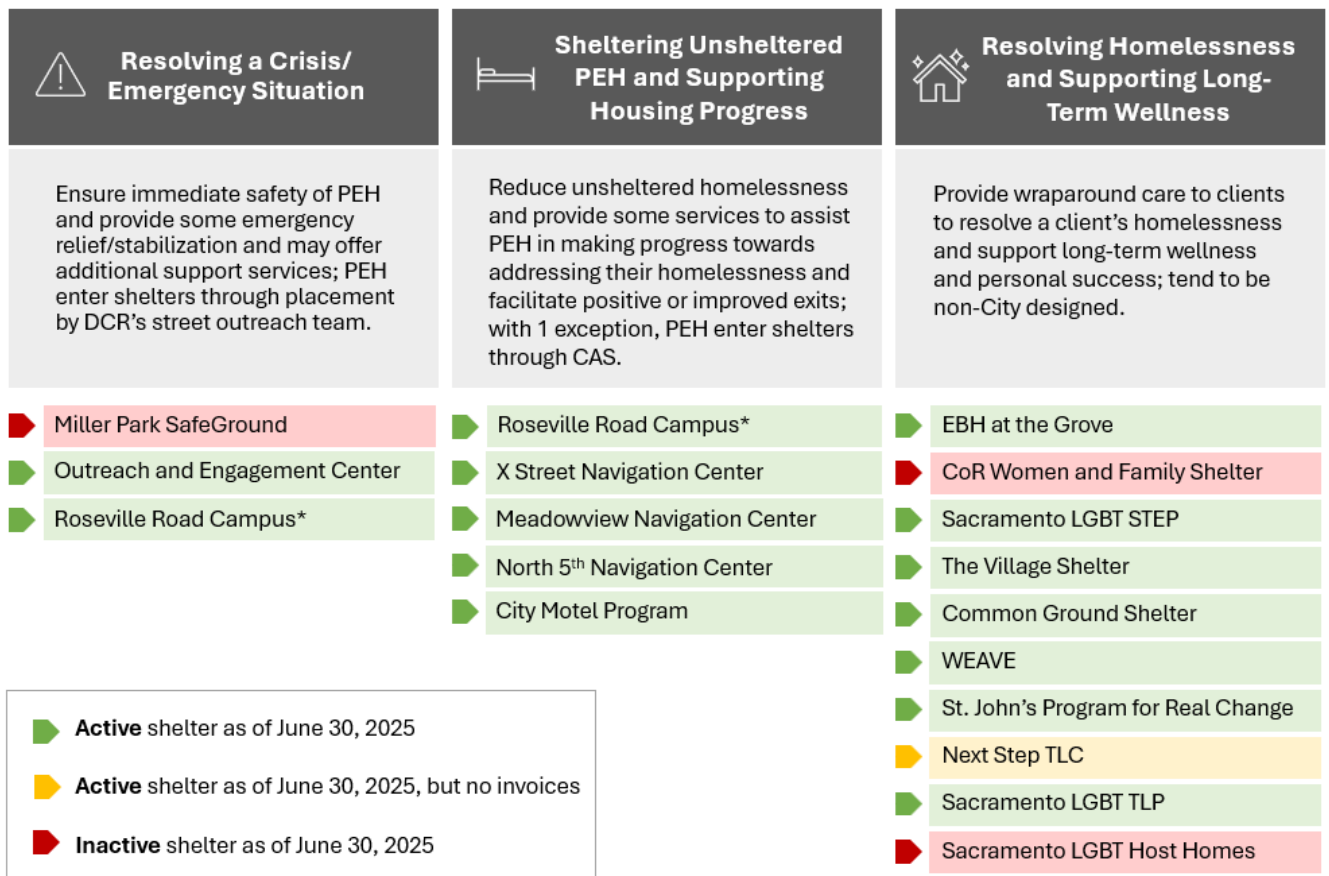 Resolving a Crisis/
Emergency Situation
Ensure immediate safety of PEH
and provide some emergency
relief/stabilization and may offer
additional support services; PEH
enter shelters through placement
by DCR's street outreach team.
Miller Park SafeGround
Outreach and Engagement Center
Roseville Road Campus*
Sheltering Unsheltered
PEH and Supporting
Housing Progress
Reduce unsheltered homelessness
and provide some services to assist
PEH in making progress towards
addressing their homelessness and
facilitate positive or improved exits;
with 1 exception, PEH enter shelters
through CAS.
Roseville Road Campus*
X Street Navigation Center
Meadowview Navigation Center
North 5th Navigation Center
City Motel Program
Resolving Homelessness
and Supporting Long-
Term Wellness
Provide wraparound care to clients
to resolve a client's homelessness
and support long-term wellness
and personal success; tend to be
non-City designed.
EBH at the Grove
CoR Women and Family Shelter
Sacramento LGBT STEP
The Village Shelter
Common Ground Shelter
WEAVE
St. John's Program for Real Change
Next Step TLC
Sacramento LGBT TLP
Sacramento LGBT Host Homes
Active shelter as of June 30, 2025
Active shelter as of June 30, 2025, but no invoices
Inactive shelter as of June 30, 2025